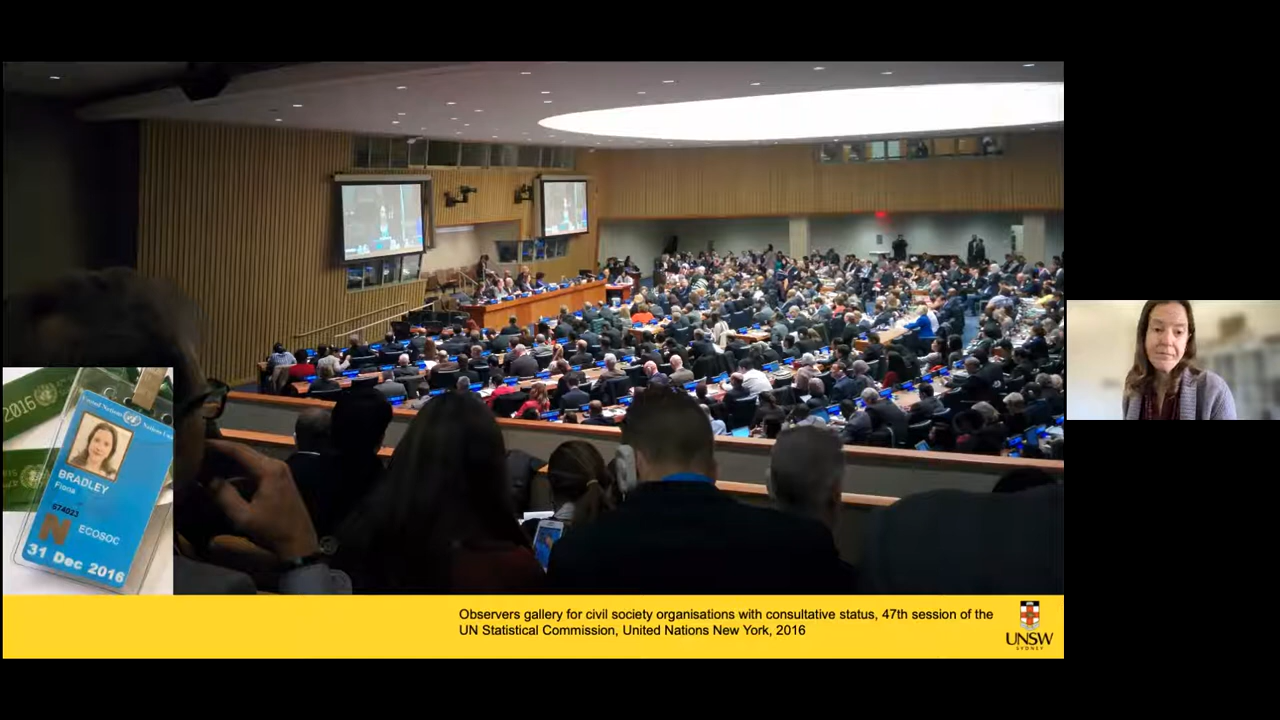 2016
United Nations
BRADLEY
Fiona
674023
N
ECOSOC
31 Dec 2016
Observers gallery for civil society organisations with consultative status, 47th session of the
UN Statistical Commission, United Nations New York, 2016
UNSW
SYDNEY